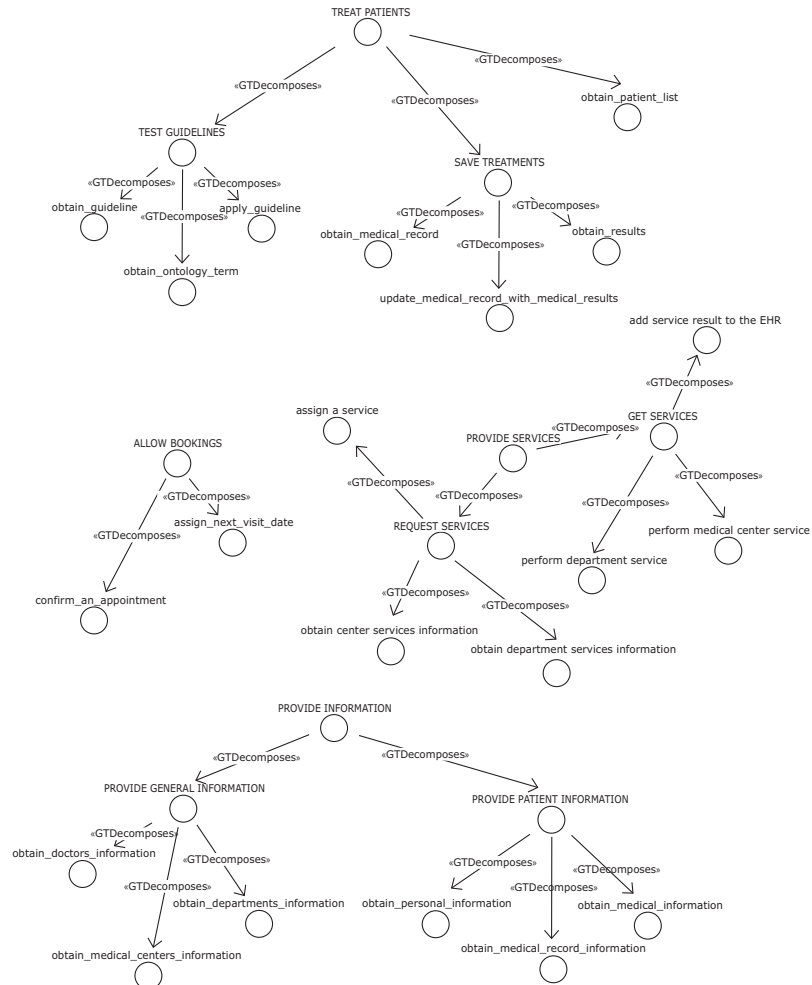 TREAT PATIENTS
«GTDecomposes»
«GTDecomposes»
«GTDecomposes»
obtain_patient_list
TEST GUIDELINES
SAVE TREATMENTS
«GTDecomposes»
«GTDecomposes»
«GTDecomposes»
obtain_guideline
apply_guideline
obtain_ontology_term
«GTDecomposes»
«GTDecomposes»
«GTDecomposes»
obtain_medical_record
obtain_results
update_medical_record_with_medical_results
add service result to the EHR
«GTDecomposes»
assign a service
GET SERVICES
«GTDecomposes»
PROVIDE SERVICES
ALLOW BOOKINGS
«GTDecomposes»
«GTDecomposes»
«GTDecomposes»
«GTDecomposes»
«GTDecomposes»
assign_next_visit_date
REQUEST SERVICES
perform medical center service
«GTDecomposes»
perform department service
confirm_an_appointment
«GTDecomposes»
«GTDecomposes»
obtain center services information
obtain department services information
PROVIDE INFORMATION
«GTDecomposes»
«GTDecomposes»
PROVIDE GENERAL INFORMATION
PROVIDE PATIENT INFORMATION
«GTDecomposes»
obtain_doctors_information
«GTDecomposes»
«GTDecomposes»
obtain_departments_information
obtain_medical_centers_information
«GTDecomposes»
«GTDecomposes»
«GTDecomposes»
obtain_personal_information
obtain_medical_information
obtain_medical_record_information